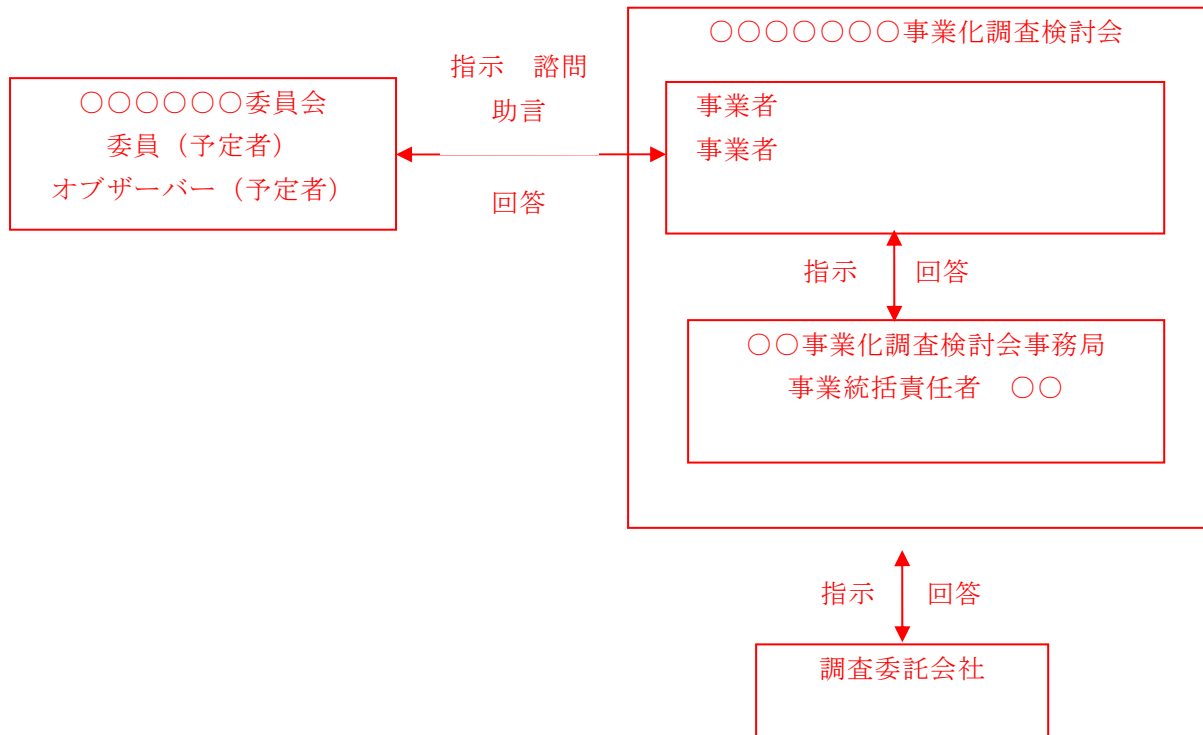 ○○○○○○○事業化調査検討会
指示　諮問
助言
○○○○○○委員会
委員（予定者）
オブザーバー（予定者）
回答
事業者
事業者
指示
回答
○○事業化調査検討会事務局
事業統括責任者　○○
指示
回答
調査委託会社